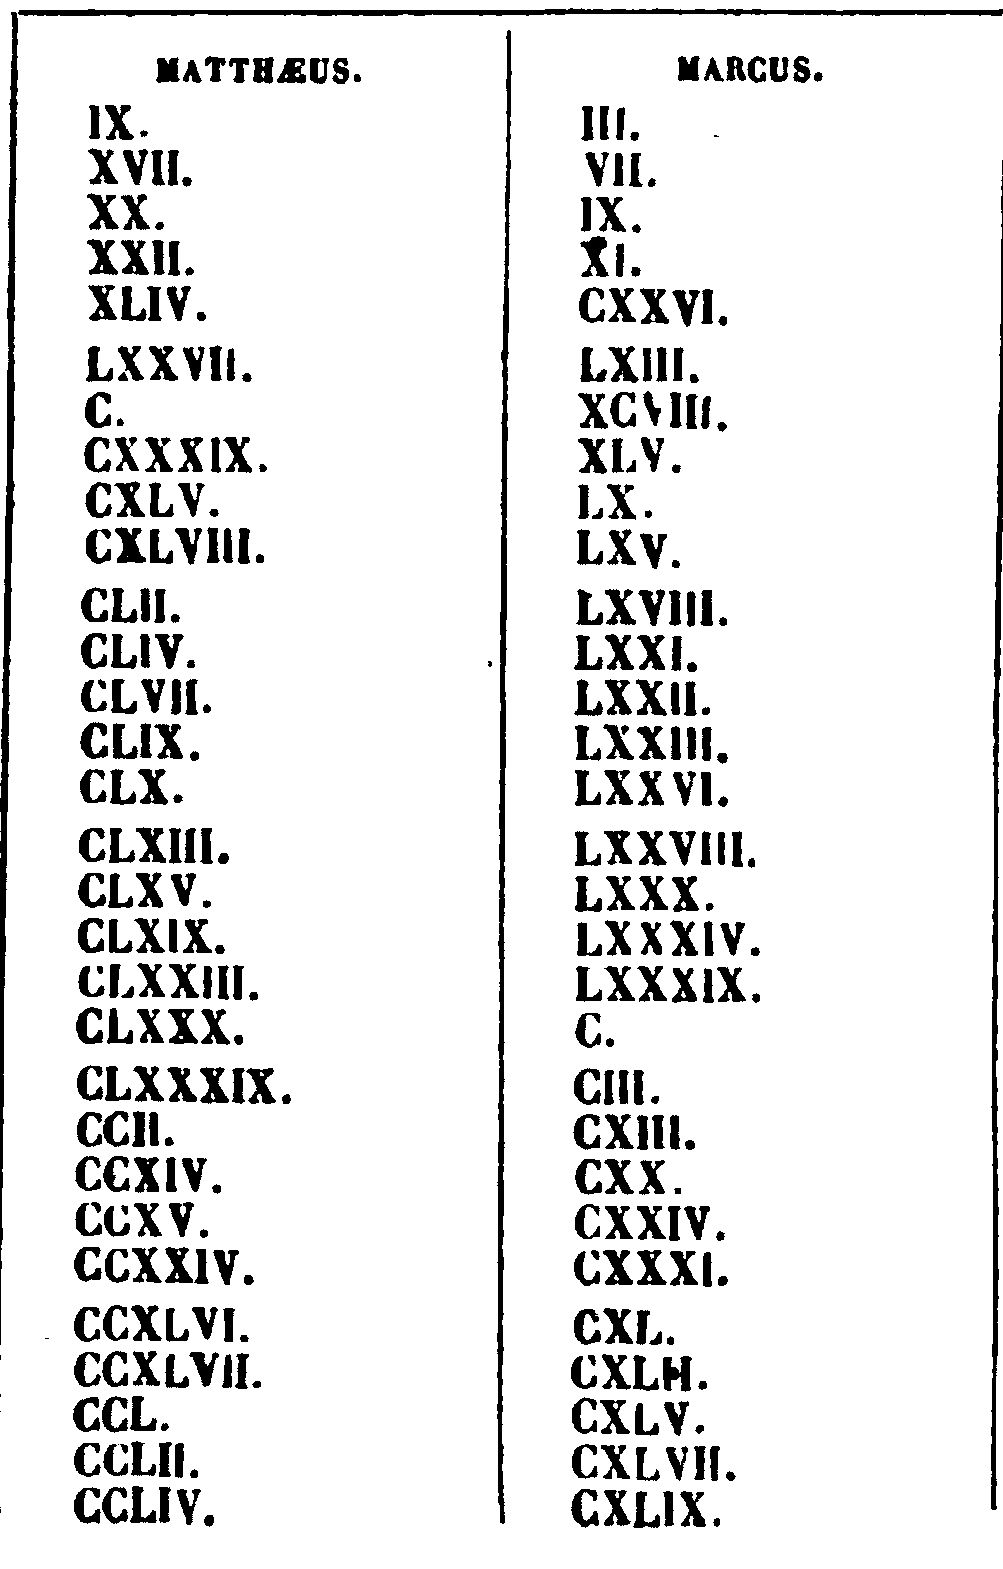 MATTHÆUS. MARCUS.
IX. III.
XVII. VII.
XX. IX.
XXII. XI.
XLIV. CXXVI.
LXXVII. LXIII.
C. XCVIII.
CXXXIX. XLV.
CXLV. LX.
CXLVIII. LXV.
CLII. LXVIII.
CLIV. LXXI.
CLVII. LXXII.
CLIX. LXXIII.
CLX. LXXVI.
CLXIII. LXXVIII.
CLXV. LXXX.
CLXIX. LXXXIV.
CLXXIII. LXXXIX.
CLXXX. C.
CLXXXIX. CIII.
CCII. CXIII.
CCXIV. CXX.
CCXV. CXXIV.
CCXXIV. CXXXI.
CCXLVI. CXL.
CCXLVII. CXLII.
CCL. CXLV.
CCLII. CXLVII.
CCLIV. CXLIX.